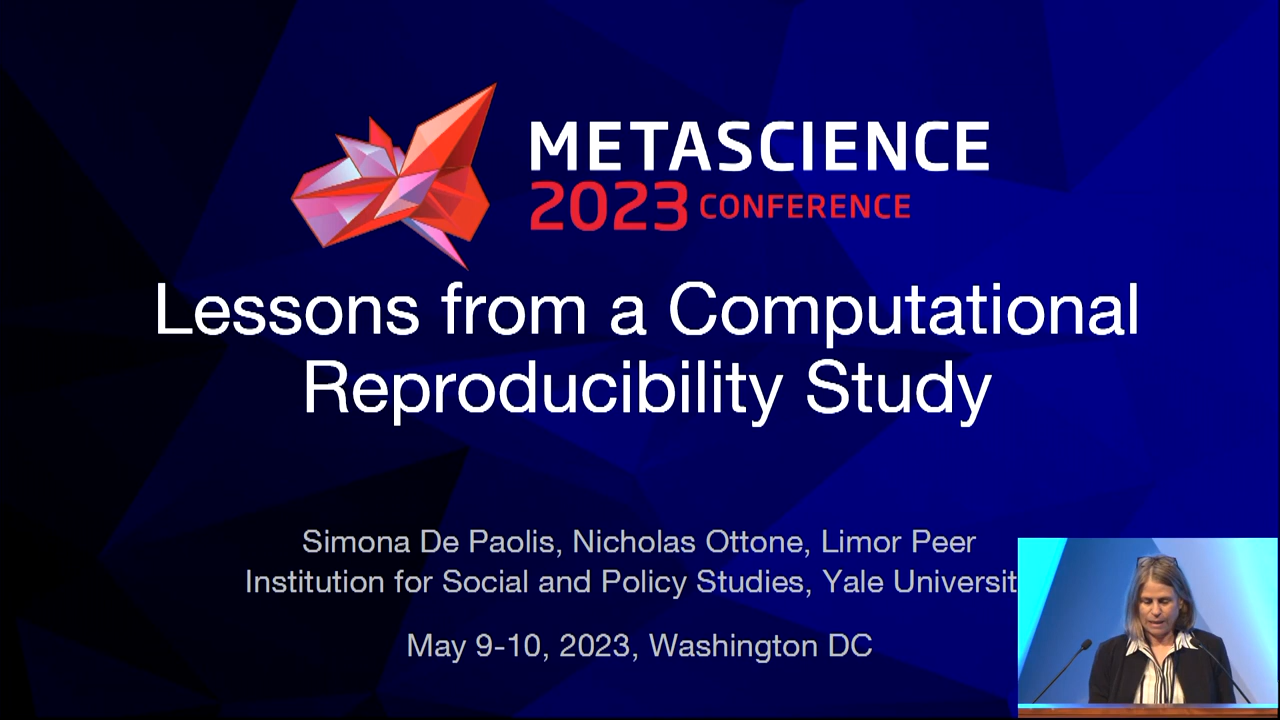 METASCIENCE
2023 CONFERENCE
Lessons from a Computational
Reproducibility Study
Simona De Paolis, Nicholas Ottone, Limor Peer
Institution for Social and Policy Studies, Yale Universit
May 9-10, 2023, Washington DC